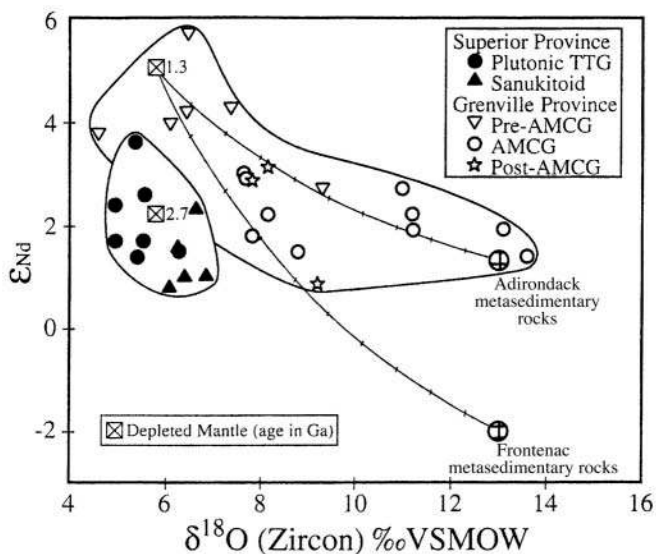 6
4
2
0
-2
εNd
1.3
2.7
Superior Province
Plutonic TTG
Sanukitoid
Grenville Province
Pre-AMCG
AMCG
Post-AMCG
Adirondack
metasedimentary
rocks
Depleted Mantle (age in Ga)
Frontenac
metasedimentary rocks
4 6 8 10 12 14 16
δ18O (Zircon) ‰VSMOW